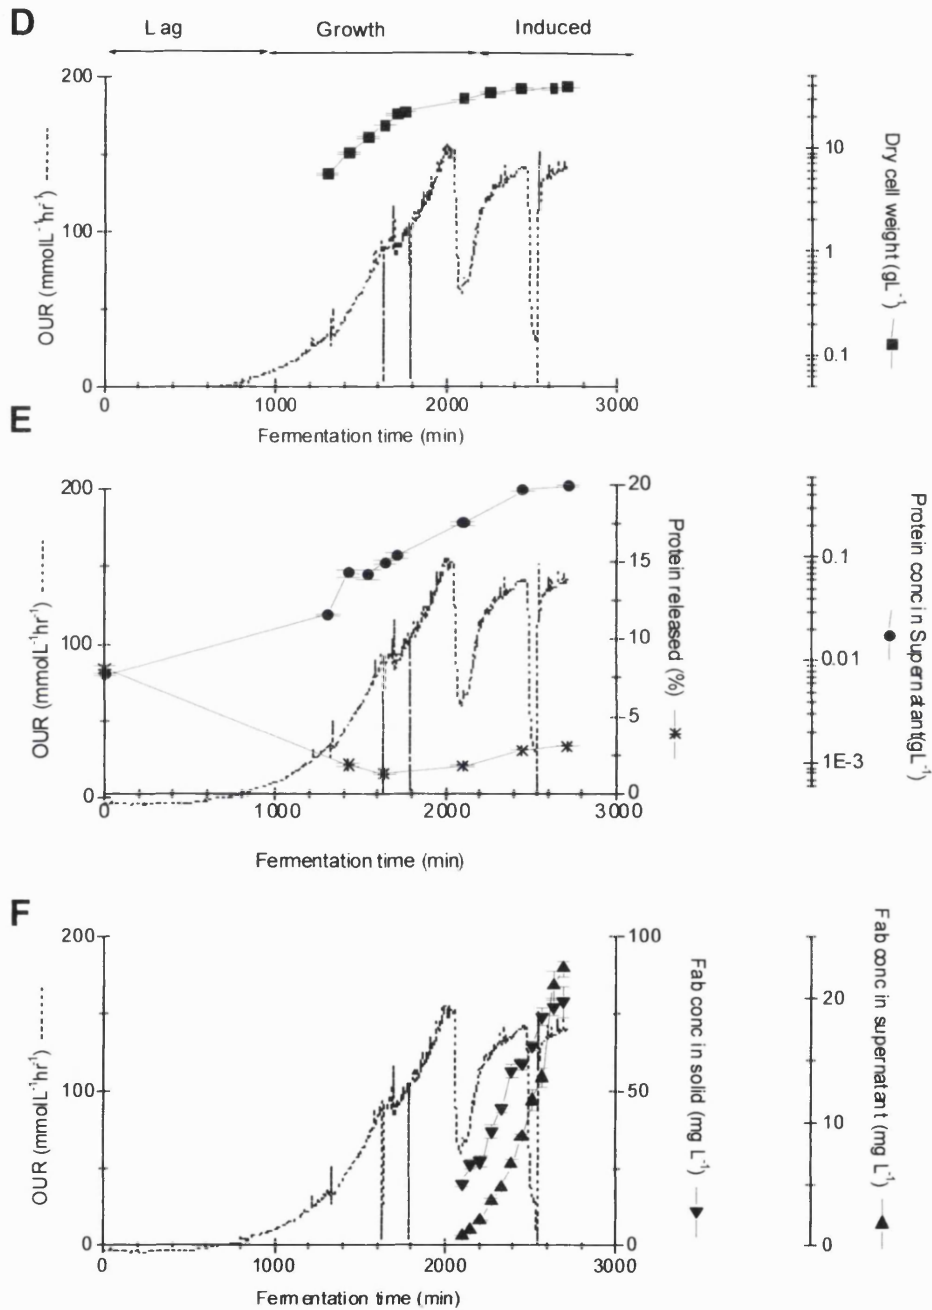 D
Lag Growth Induced
200
100
0
OUR (mmolL⁻¹hr⁻¹)
0 1000 2000 3000
Fermentation time (min)
10
1
0.1
Dry cell weight (gL⁻¹)
E
200
100
0
OUR (mmolL⁻¹hr⁻¹)
0 1000 2000 3000
Fermentation time (min)
20
15
10
5
0
Protein released (%)
0.1
0.01
1E-3
Protein conc in Supernatant(gL⁻¹)
F
200
100
0
OUR (mmolL⁻¹hr⁻¹)
0 1000 2000 3000
Fermentation time (min)
100
50
0
Fab conc in solid (mg L⁻¹)
20
10
0
Fab conc in supernatant (mg L⁻¹)